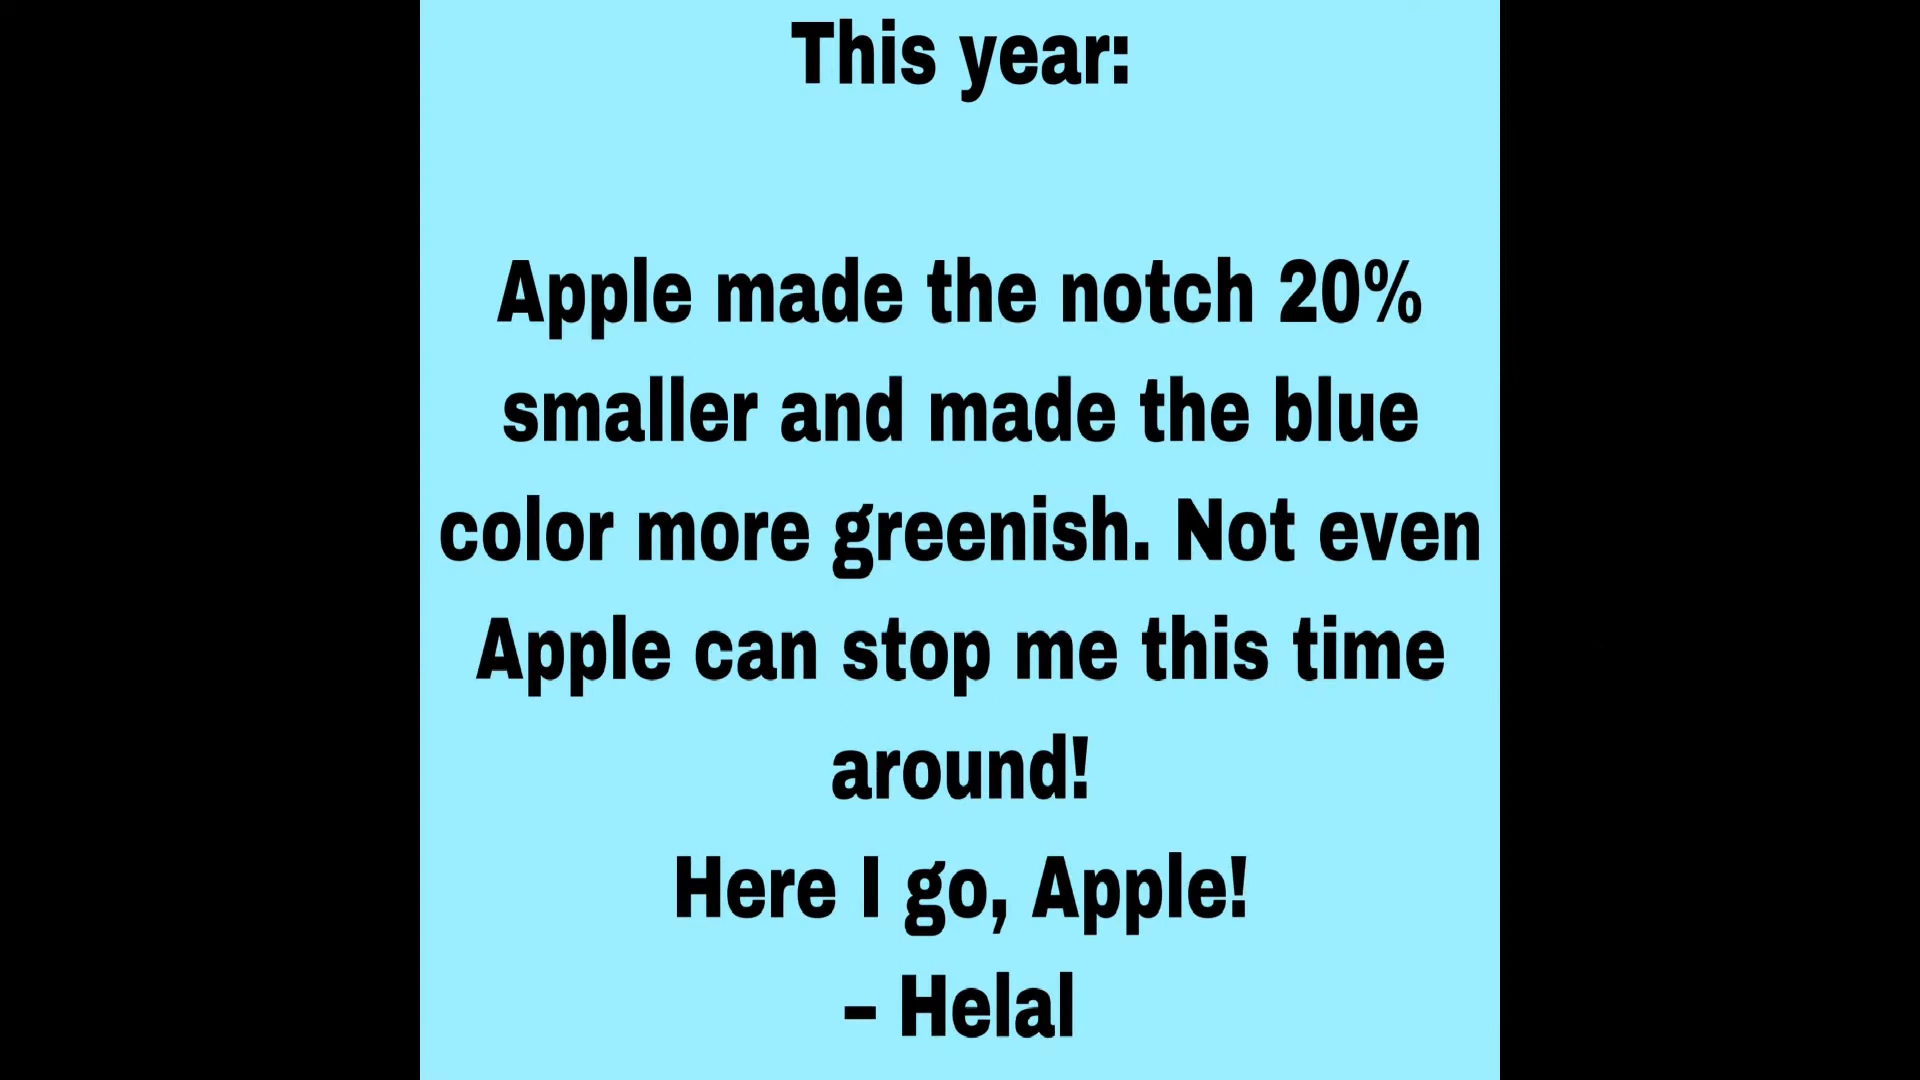 This year:
Apple made the notch 20%
smaller and made the blue
color more greenish. Not even
Apple can stop me this time
around!
Here I go, Apple!
– Helal